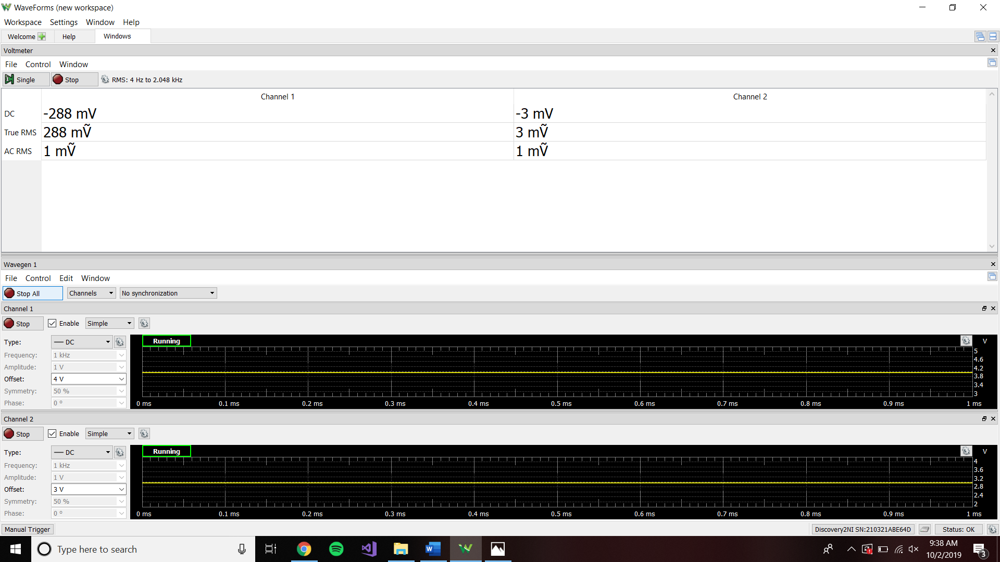 WaveForms (new workspace)
Workspace Settings Window Help
Welcome Help Windows
Voltmeter
File Control Window
Single Stop RMS: 4 Hz to 2.048 kHz
Channel 1 Channel 2
DC -288 mV -3 mV
True RMS 288 mṼ 3 mṼ
AC RMS 1 mṼ 1 mṼ
Wavegen 1
File Control Edit Window
Stop All Channels No synchronization
Channel 1
Stop Enable Simple
Type: DC
Frequency: 1 kHz
Amplitude: 1 V
Offset: 4 V
Symmetry: 50 %
Phase: 0 º
Running V
5
4.6
4.2
3.8
3.4
3
0 ms 0.1 ms 0.2 ms 0.3 ms 0.4 ms 0.5 ms 0.6 ms 0.7 ms 0.8 ms 0.9 ms 1 ms
Channel 2
Stop Enable Simple
Type: DC
Frequency: 1 kHz
Amplitude: 1 V
Offset: 3 V
Symmetry: 50 %
Phase: 0 º
Running V
4
3.6
3.2
2.8
2.4
2
0 ms 0.1 ms 0.2 ms 0.3 ms 0.4 ms 0.5 ms 0.6 ms 0.7 ms 0.8 ms 0.9 ms 1 ms
Manual Trigger Discovery2NI SN:210321ABE64D Status: OK
Type here to search
9:38 AM
10/2/2019
3